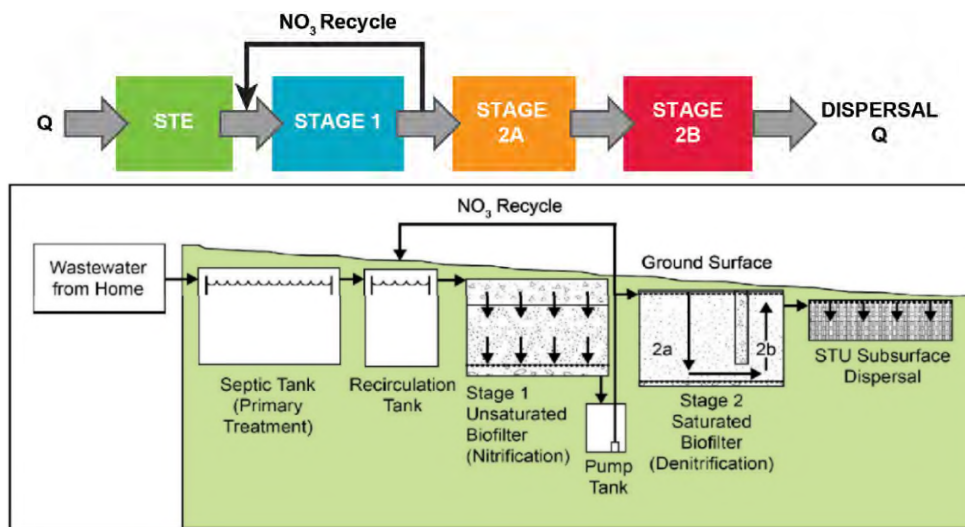 NO₃ Recycle
Q
STE
STAGE 1
STAGE
2A
STAGE
2B
DISPERSAL
Q
NO₃ Recycle
Wastewater
from Home
Ground Surface
2a
2b
Septic Tank
(Primary
Treatment)
Recirculation
Tank
Stage 1
Unsaturated
Biofilter
(Nitrification)
Pump
Tank
Stage 2
Saturated
Biofilter
(Denitrification)
STU Subsurface
Dispersal